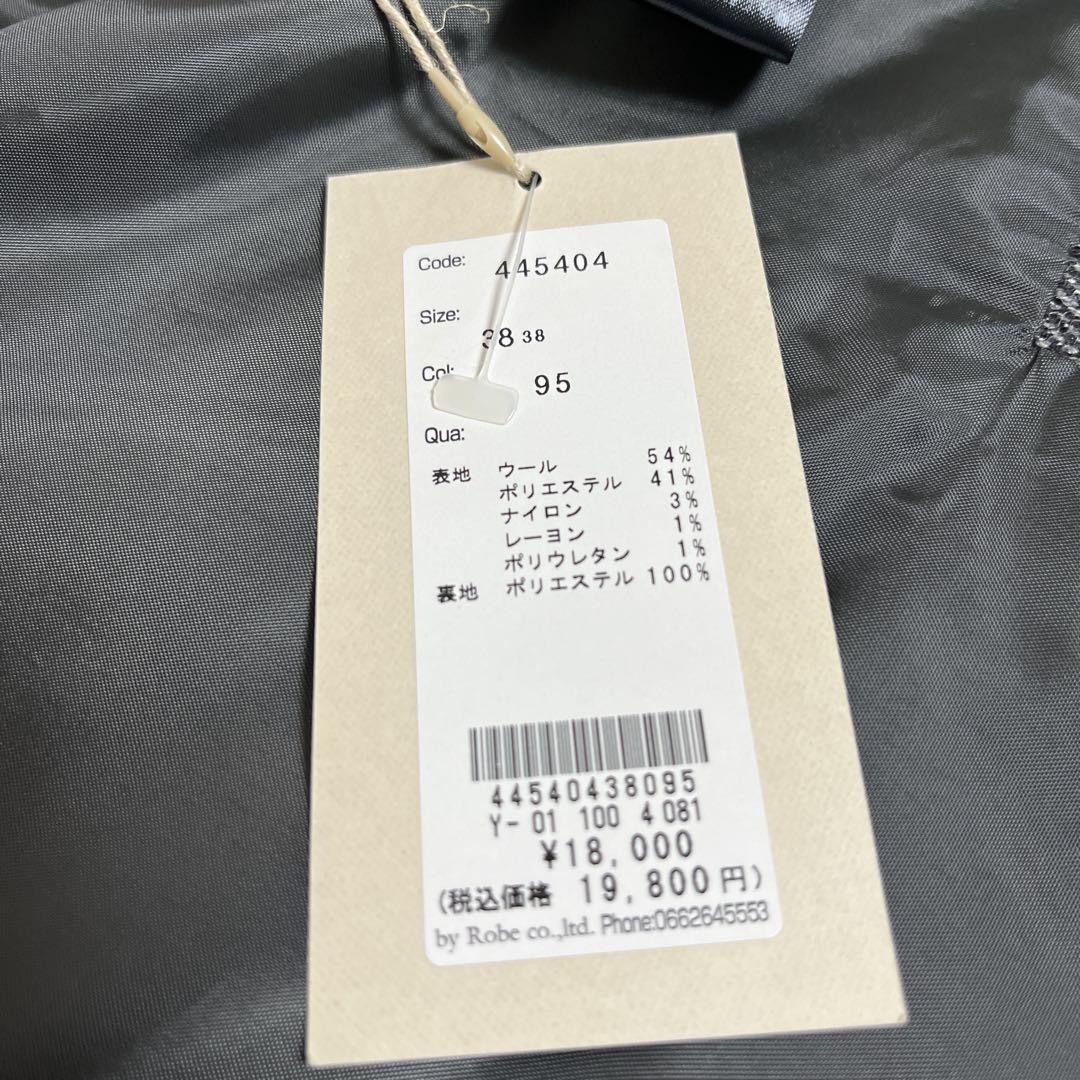 Code: 445404
Size: 38 38
Col: 95
Qua:
表地 ウール 54%
ポリエステル 41%
ナイロン 3%
レーヨン 1%
ポリウレタン 1%
裏地 ポリエステル 100%
44540438095
Y-01 100 4081
¥18,000
(税込価格 19,800円)
by Robe co.,ltd. Phone:0662645553